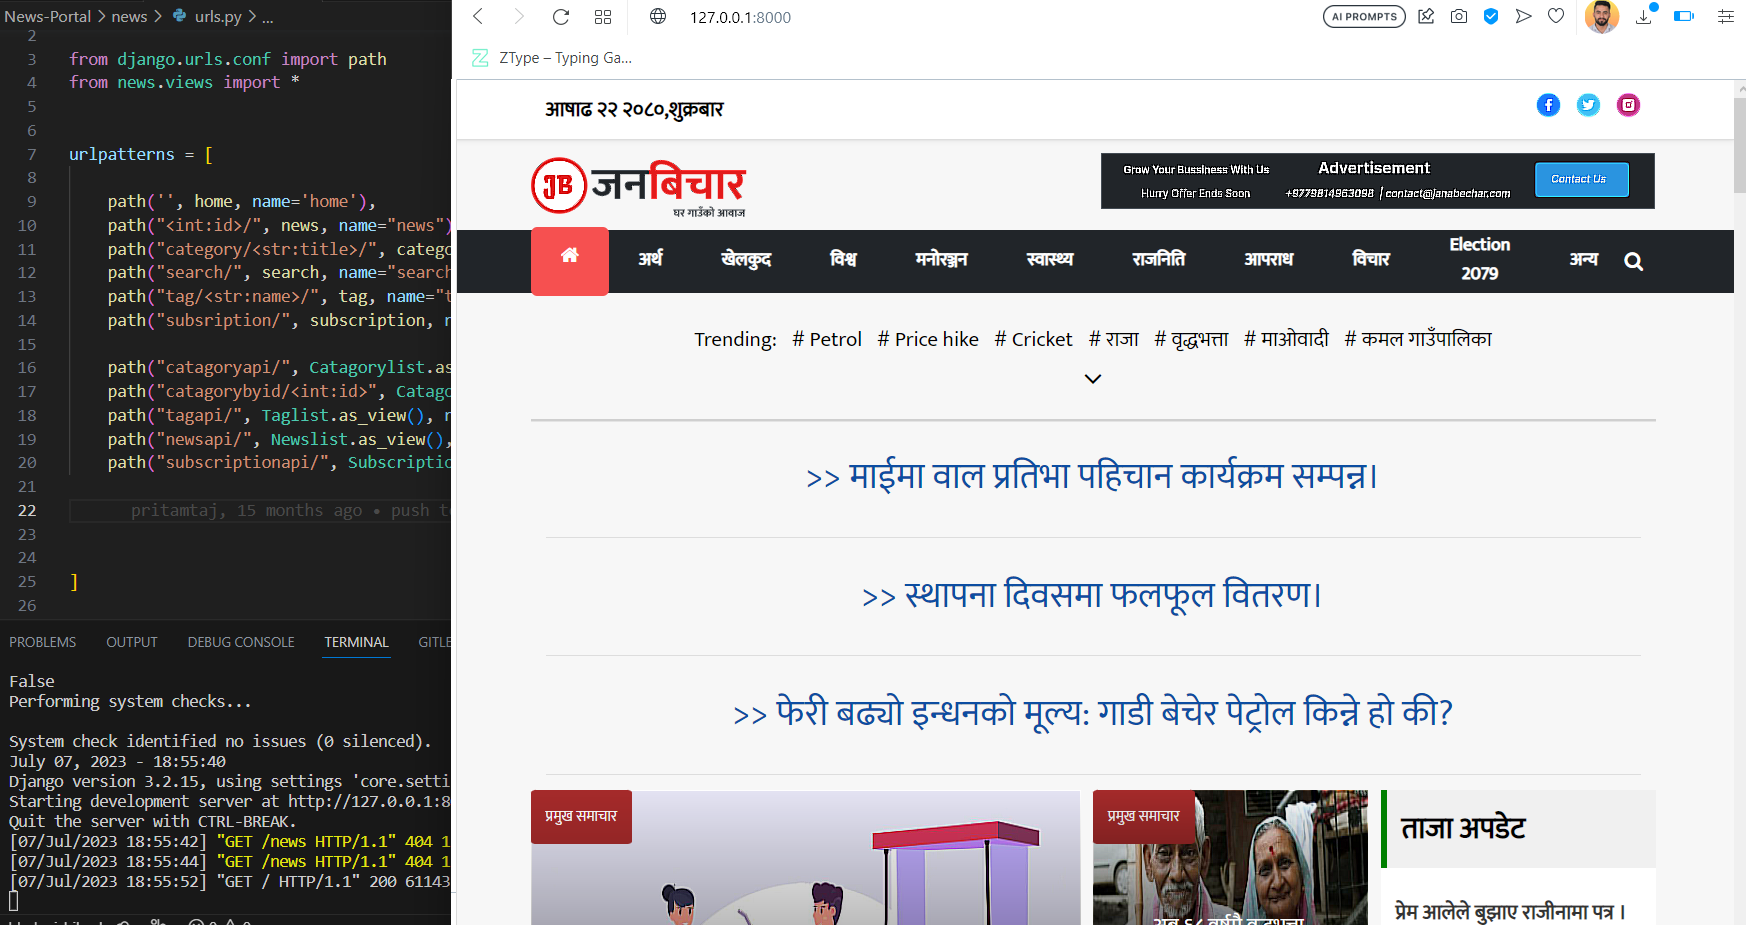 News-Portal > news > urls.py > ...
2
3 from django.urls.conf import path
4 from news.views import *
5
6
7 urlpatterns = [
8
9 path('', home, name='home'),
10 path("<int:id>/", news, name="news")
11 path("category/<str:title>/", catego
12 path("search/", search, name="search
13 path("tag/<str:name>/", tag, name="t
14 path("subsription/", subscription,
15
16 path("catagoryapi/", Catagorylist.as
17 path("catagorybyid/<int:id>", Catago
18 path("tagapi/", Taglist.as_view(),
19 path("newsapi/", Newslist.as_view(),
20 path("subscriptionapi/", Subscriptio
21
22 pritamtaj, 15 months ago • push t
23
24
25 ]
26
PROBLEMS OUTPUT DEBUG CONSOLE TERMINAL GITLE
False
Performing system checks...
System check identified no issues (0 silenced).
July 07, 2023 - 18:55:40
Django version 3.2.15, using settings 'core.setti
Starting development server at http://127.0.0.1:8
Quit the server with CTRL-BREAK.
[07/Jul/2023 18:55:42] "GET /news HTTP/1.1" 404 1
[07/Jul/2023 18:55:44] "GET /news HTTP/1.1" 404 1
[07/Jul/2023 18:55:52] "GET / HTTP/1.1" 200 61143
127.0.0.1:8000
AI PROMPTS
ZType – Typing Ga...
आषाढ २२ २०८०,शुक्रबार
JB जनबिचार
घर गाउँको आवाज
Grow Your Bussiness With Us Advertisement
Hurry Offer Ends Soon +9779814963098 | contact@janabechar.com
Contact Us
अर्थ खेलकुद विश्व मनोरञ्जन स्वास्थ्य राजनिति आपराध विचार Election 2079 अन्य
Trending: # Petrol # Price hike # Cricket # राजा # वृद्धभत्ता # माओवादी # कमल गाउँपालिका
>> माईमा वाल प्रतिभा पहिचान कार्यक्रम सम्पन्न।
>> स्थापना दिवसमा फलफूल वितरण।
>> फेरी बढ्यो इन्धनको मूल्य: गाडी बेचेर पेट्रोल किन्ने हो की?
प्रमुख समाचार
प्रमुख समाचार
ताजा अपडेट
प्रेम आलेले बुझाए राजीनामा पत्र ।